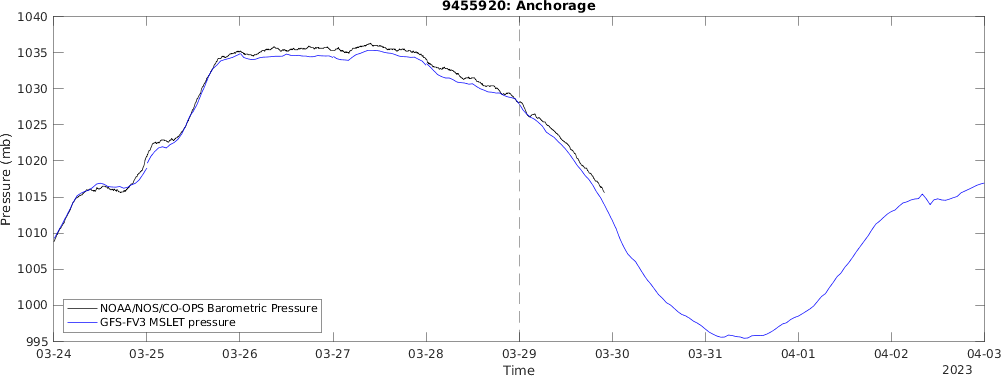 9455920: Anchorage
Pressure (mb)
1040
1035
1030
1025
1020
1015
1010
1005
1000
995
NOAA/NOS/CO-OPS Barometric Pressure
GFS-FV3 MSLET pressure
03-24 03-25 03-26 03-27 03-28 03-29 03-30 03-31 04-01 04-02 04-03
Time
2023